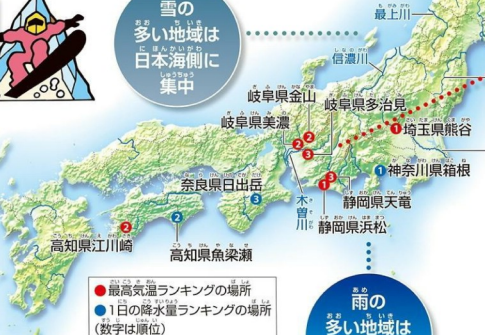 雪の
多い地域は
日本海側に
集中
最上川
信濃川
岐阜県金山
岐阜県多治見
岐阜県美濃
埼玉県熊谷
神奈川県箱根
奈良県日出岳
木曽川
静岡県天竜
静岡県浜松
高知県江川崎
高知県魚梁瀬
●最高気温ランキングの場所
●1日の降水量ランキングの場所
(数字は順位)
雨の
多い地域は